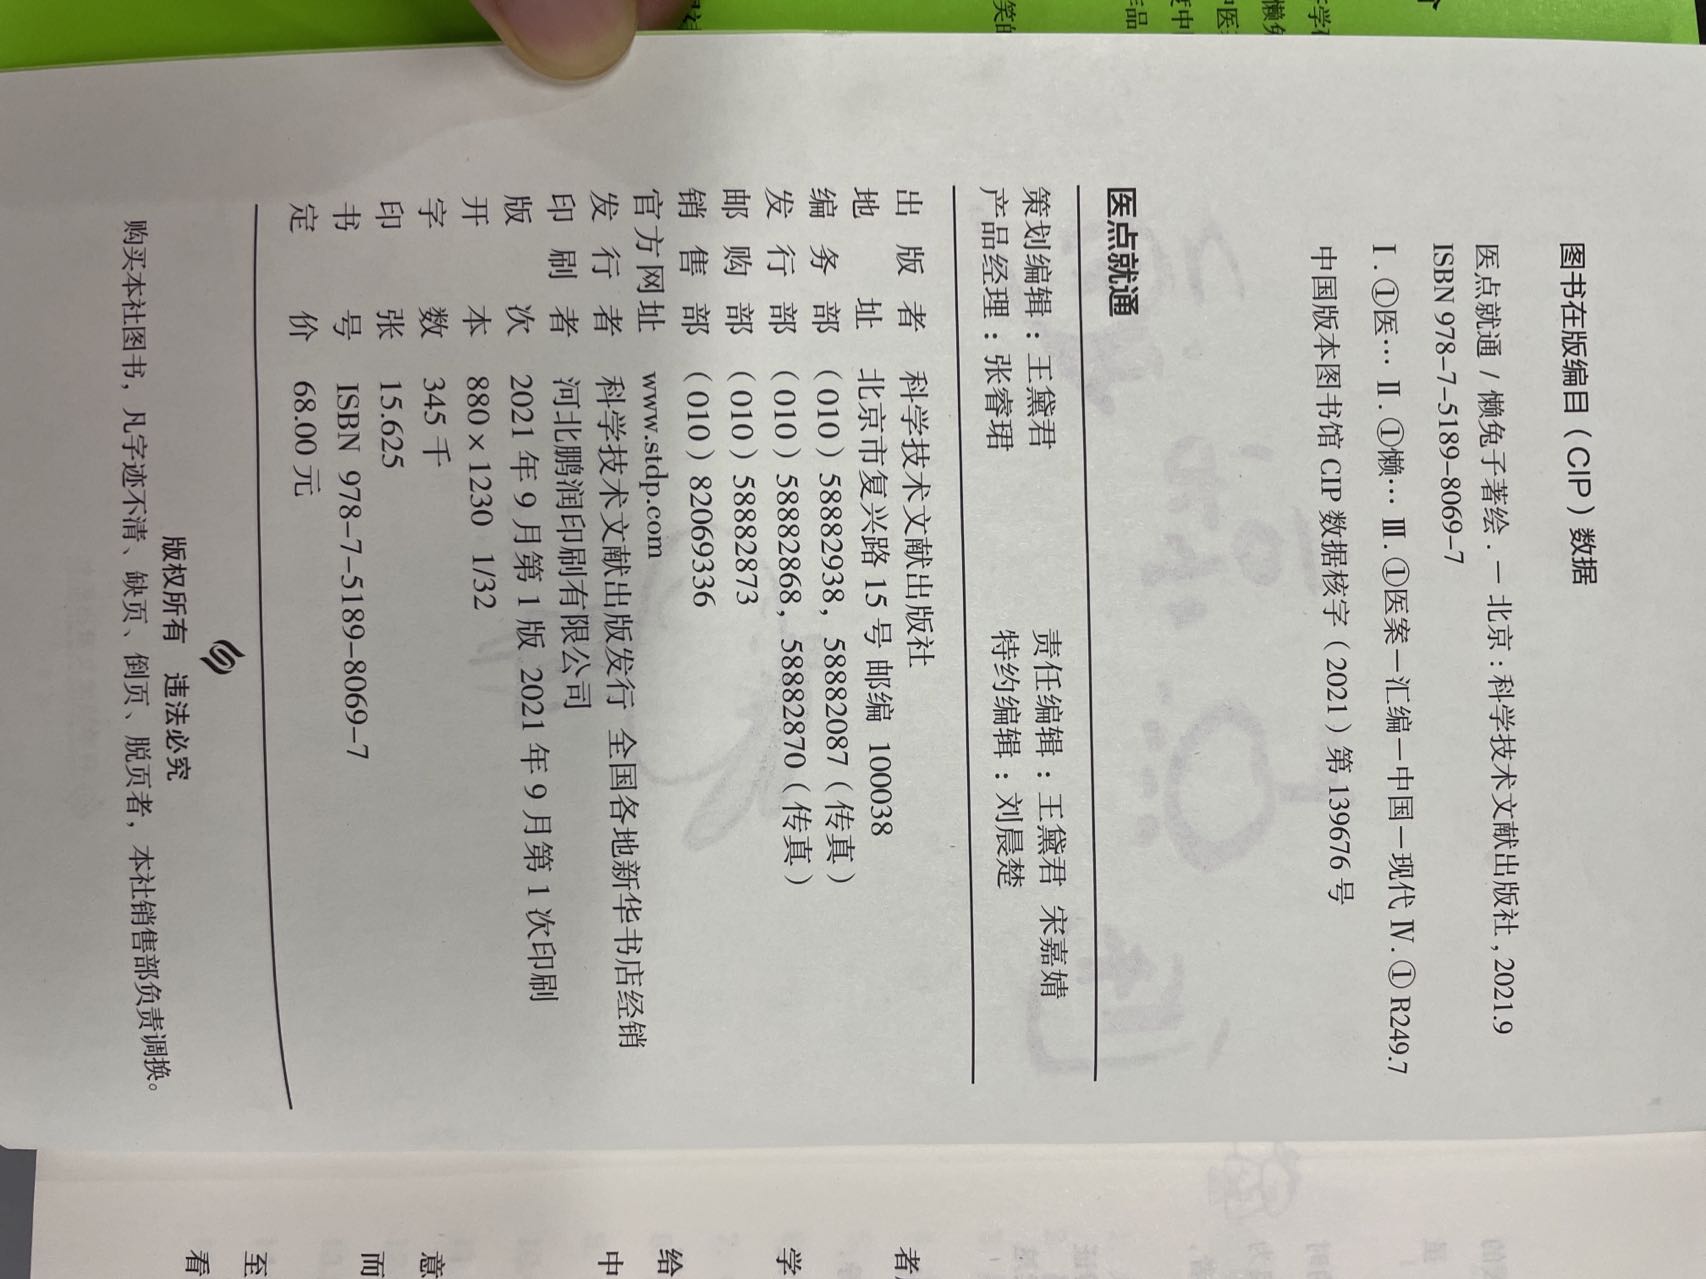 图书在版编目（CIP）数据
医点就通 / 懒兔子著绘 . — 北京 : 科学技术文献出版社 , 2021.9
ISBN 978-7-5189-8069-7
Ⅰ. ①医… Ⅱ. ①懒… Ⅲ. ①医案－汇编－中国－现代 Ⅳ. ① R249.7
中国版本图书馆 CIP 数据核字（2021）第 139676 号
医点就通
策划编辑：王黛君 责任编辑：王黛君 宋嘉婧
产品经理：张睿珺 特约编辑：刘晨楚
出版者 科学技术文献出版社
地址 北京市复兴路 15 号 邮编 100038
编务部 （010）58882938，58882087（传真）
发行部 （010）58882868，58882870（传真）
邮购部 （010）58882873
销售部 （010）82069336
官方网址 www.stdp.com
发行者 科学技术文献出版发行 全国各地新华书店经销
印刷者 河北鹏润印刷有限公司
版次 2021 年 9 月第 1 版 2021 年 9 月第 1 次印刷
开本 880 × 1230 1/32
字数 345 千
印张 15.625
书号 ISBN 978-7-5189-8069-7
定价 68.00 元
版权所有 违法必究
购买本社图书，凡字迹不清、缺页、倒页、脱页者，本社销售部负责调换。
者
学
给
中
意
而
至
看